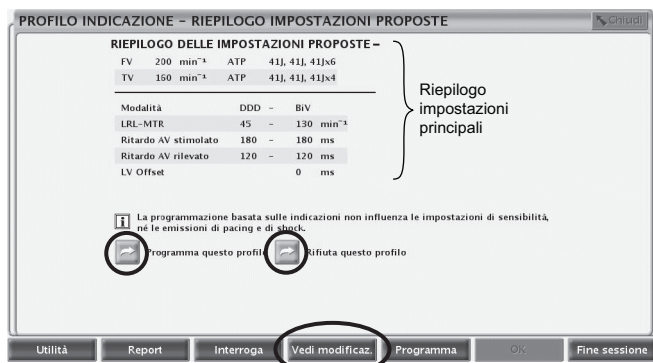 PROFILO INDICAZIONE – RIEPILOGO IMPOSTAZIONI PROPOSTE
Chiudi
RIEPILOGO DELLE IMPOSTAZIONI PROPOSTE –
FV 200 min⁻¹ ATP 41J, 41J, 41Jx6
TV 160 min⁻¹ ATP 41J, 41J, 41Jx4
Modalità DDD – BiV
LRL–MTR 45 – 130 min⁻¹
Ritardo AV stimolato 180 – 180 ms
Ritardo AV rilevato 120 – 120 ms
LV Offset 0 ms
Riepilogo
impostazioni
principali
i La programmazione basata sulle indicazioni non influenza le impostazioni di sensibilità,
né le emissioni di pacing e di shock.
Programma questo profilo Rifiuta questo profilo
Utilità Report Interroga Vedi modificaz. Programma OK Fine sessione